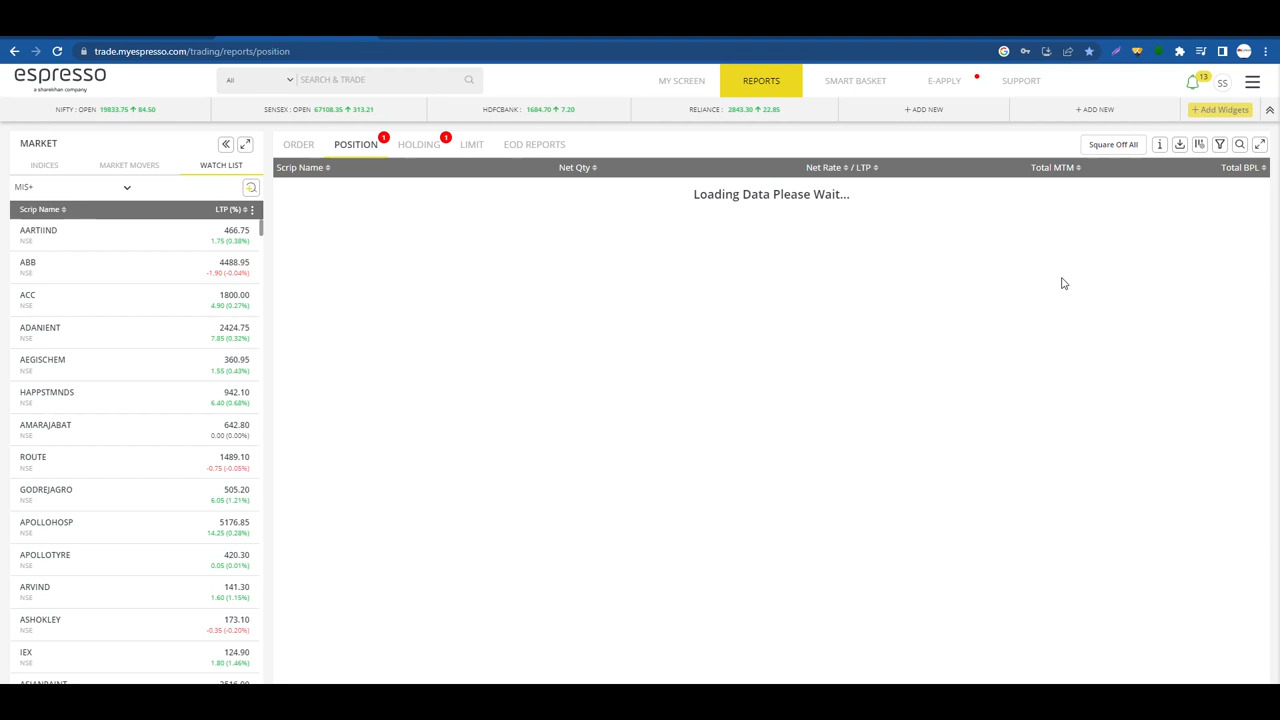 trade.myespresso.com/trading/reports/position
espresso
a sharekhan company
All
SEARCH & TRADE
MY SCREEN
REPORTS
SMART BASKET
E-APPLY
SUPPORT
13
SS
NIFTY : OPEN 19833.75 84.50
SENSEX : OPEN 67108.35 313.21
HDFCBANK : 1684.70 7.20
RELIANCE : 2843.30 22.85
+ ADD NEW
+ ADD NEW
+ Add Widgets
MARKET
INDICES
MARKET MOVERS
WATCH LIST
MIS+
Scrip Name
LTP (%)
AARTIIND 466.75
NSE 1.75 (0.38%)
ABB 4488.95
NSE -1.90 (-0.04%)
ACC 1800.00
NSE 4.90 (0.27%)
ADANIENT 2424.75
NSE 7.85 (0.32%)
AEGISCHEM 360.95
NSE 1.55 (0.43%)
HAPPSTMNDS 942.10
NSE 6.40 (0.68%)
AMARAJABAT 642.80
NSE 0.00 (0.00%)
ROUTE 1489.10
NSE -0.75 (-0.05%)
GODREJAGRO 505.20
NSE 6.05 (1.21%)
APOLLOHOSP 5176.85
NSE 14.25 (0.28%)
APOLLOTYRE 420.30
NSE 0.05 (0.01%)
ARVIND 141.30
NSE 1.60 (1.15%)
ASHOKLEY 173.10
NSE -0.35 (-0.20%)
IEX 124.90
NSE 1.80 (1.46%)
ORDER
POSITION 1
HOLDING 1
LIMIT
EOD REPORTS
Square Off All
Scrip Name
Net Qty
Net Rate / LTP
Total MTM
Total BPL
Loading Data Please Wait...